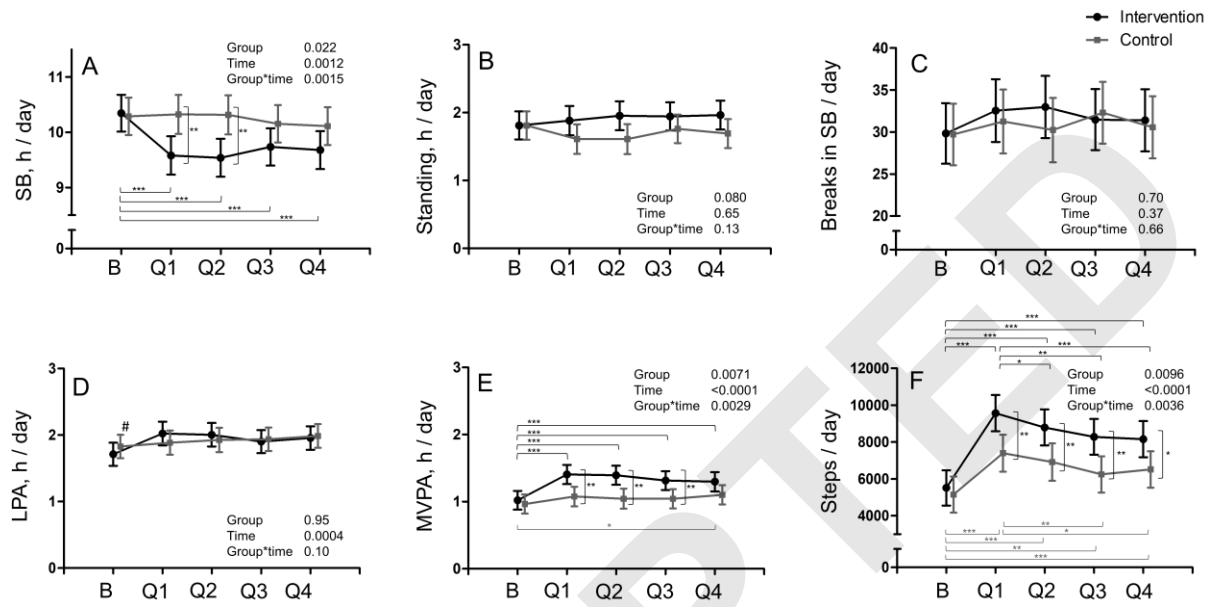 Intervention
Control
A
Group 0.022
Time 0.0012
Group*time 0.0015
SB, h / day
11
10
9
0
**
**
***
***
***
***
B Q1 Q2 Q3 Q4
B
Standing, h / day
3
2
1
0
Group 0.080
Time 0.65
Group*time 0.13
B Q1 Q2 Q3 Q4
C
Breaks in SB / day
40
35
30
25
20
0
Group 0.70
Time 0.37
Group*time 0.66
B Q1 Q2 Q3 Q4
D
LPA, h / day
3
2
1
0
#
Group 0.95
Time 0.0004
Group*time 0.10
B Q1 Q2 Q3 Q4
E
Group 0.0071
Time <0.0001
Group*time 0.0029
MVPA, h / day
3
2
1
0
***
***
***
***
**
**
**
*
B Q1 Q2 Q3 Q4
F
Group 0.0096
Time <0.0001
Group*time 0.0036
Steps / day
12000
10000
8000
6000
4000
0
***
***
***
***
***
**
*
**
**
**
*
***
**
*
***
**
***
B Q1 Q2 Q3 Q4
PTED